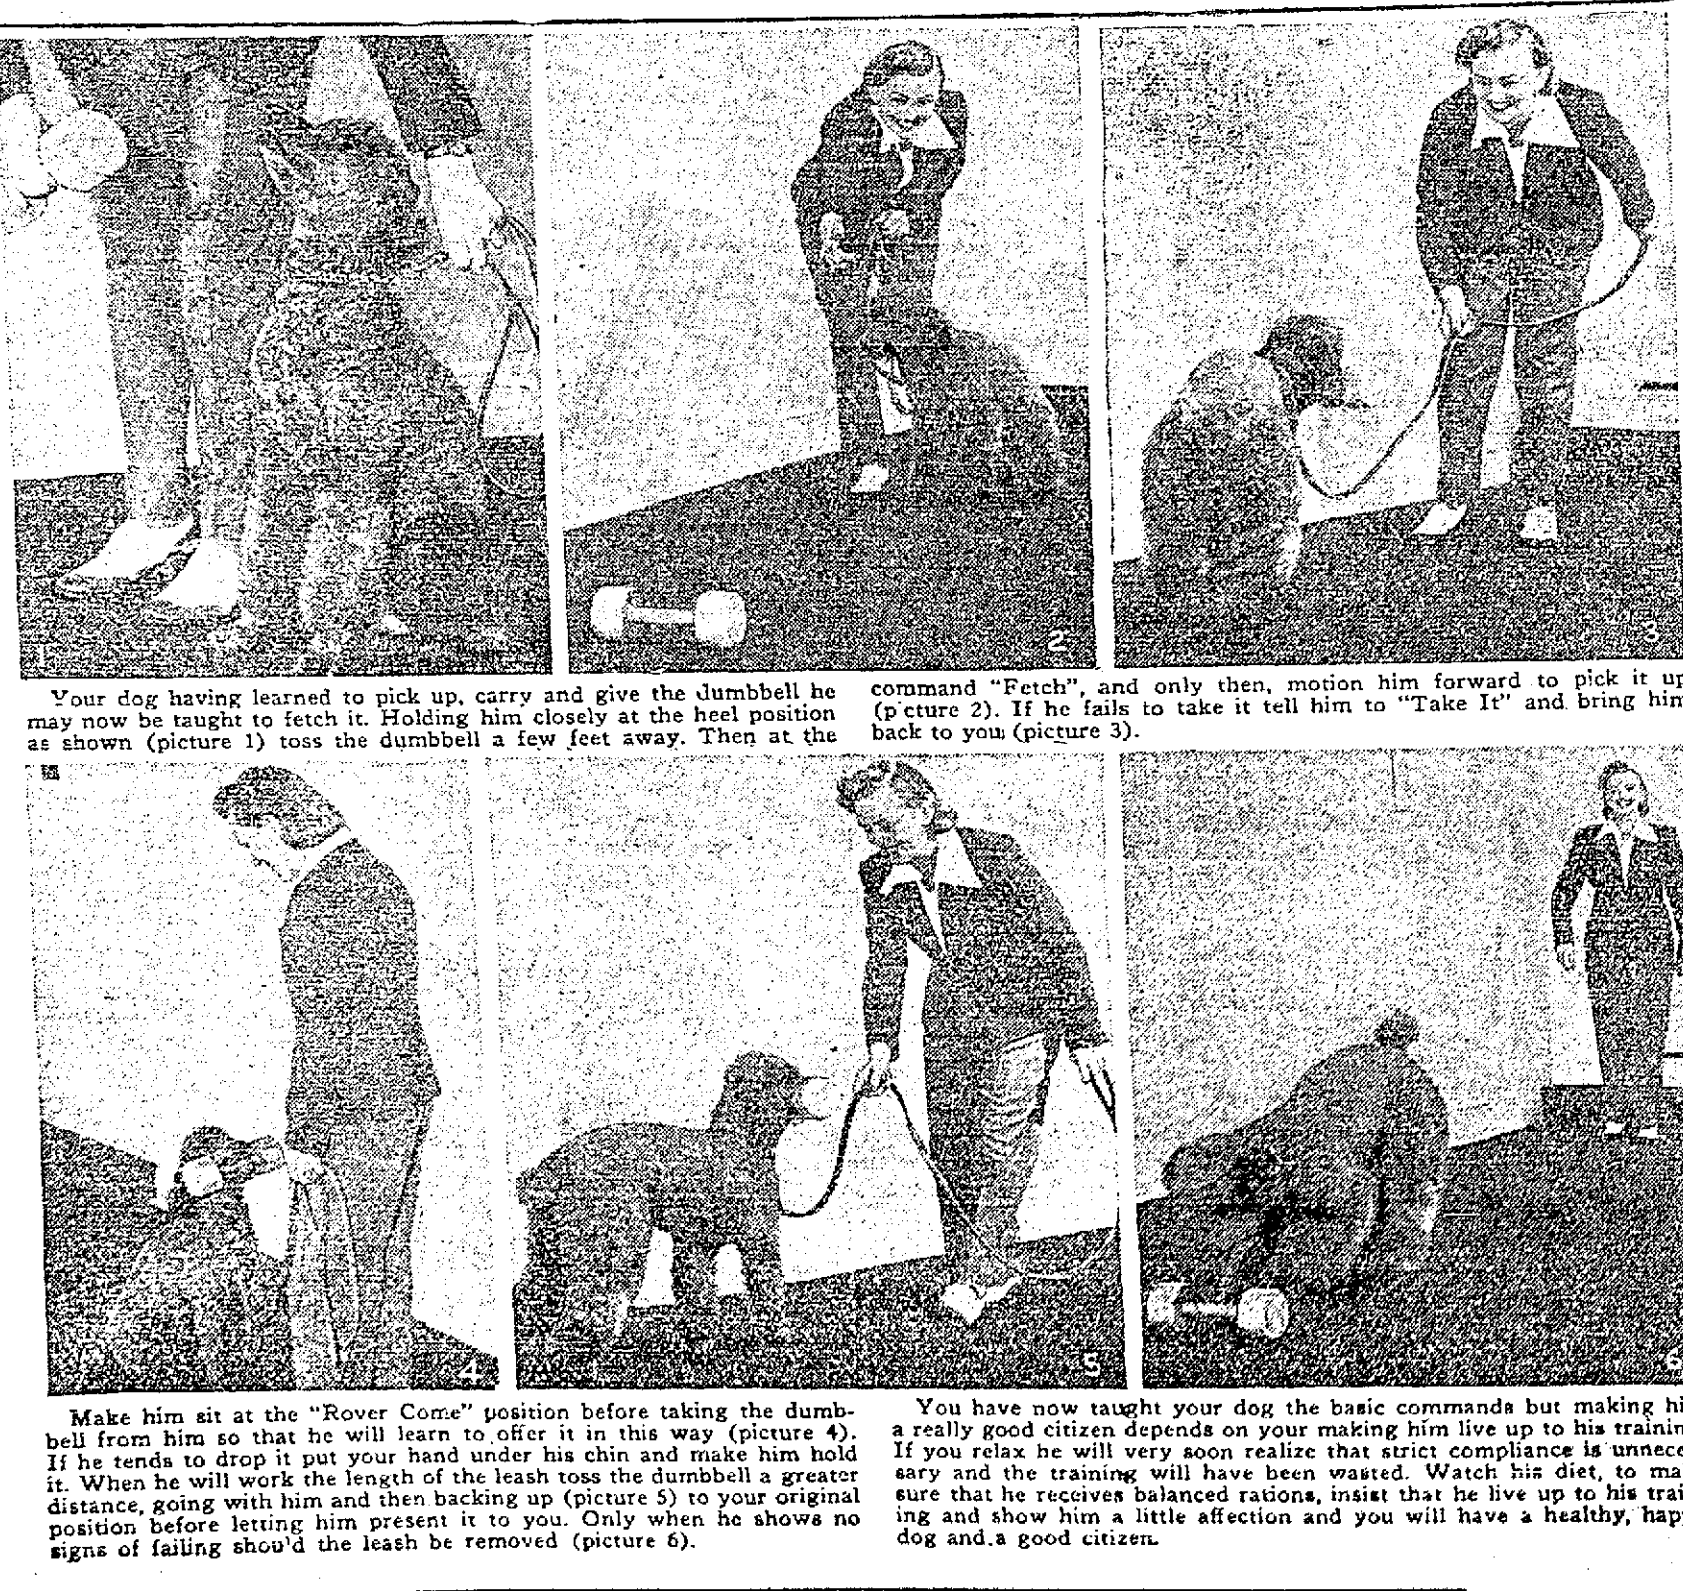 2
3
Your dog having learned to pick up, carry and give the dumbbell he
may now be taught to fetch it. Holding him closely at the heel position
as shown (picture 1) toss the dumbbell a few feet away. Then at the
command "Fetch", and only then, motion him forward to pick it up
(p cture 2). If he fails to take it tell him to "Take It" and bring him
back to you (picture 3).
4
5
6
Make him sit at the "Rover Come" position before taking the dumb-
bell from him so that he will learn to offer it in this way (picture 4).
If he tends to drop it put your hand under his chin and make him hold
it. When he will work the length of the leash toss the dumbbell a greater
distance, going with him and then backing up (picture 5) to your original
position before letting him present it to you. Only when he shows no
signs of failing shou'd the leash be removed (picture 6).
You have now taught your dog the basic commands but making hi
a really good citizen depends on your making him live up to his trainin
If you relax he will very soon realize that strict compliance is unnece
sary and the training will have been wasted. Watch his diet, to ma
sure that he receives balanced rations, insist that he live up to his trai
ing and show him a little affection and you will have a healthy, hap
dog and a good citizen.